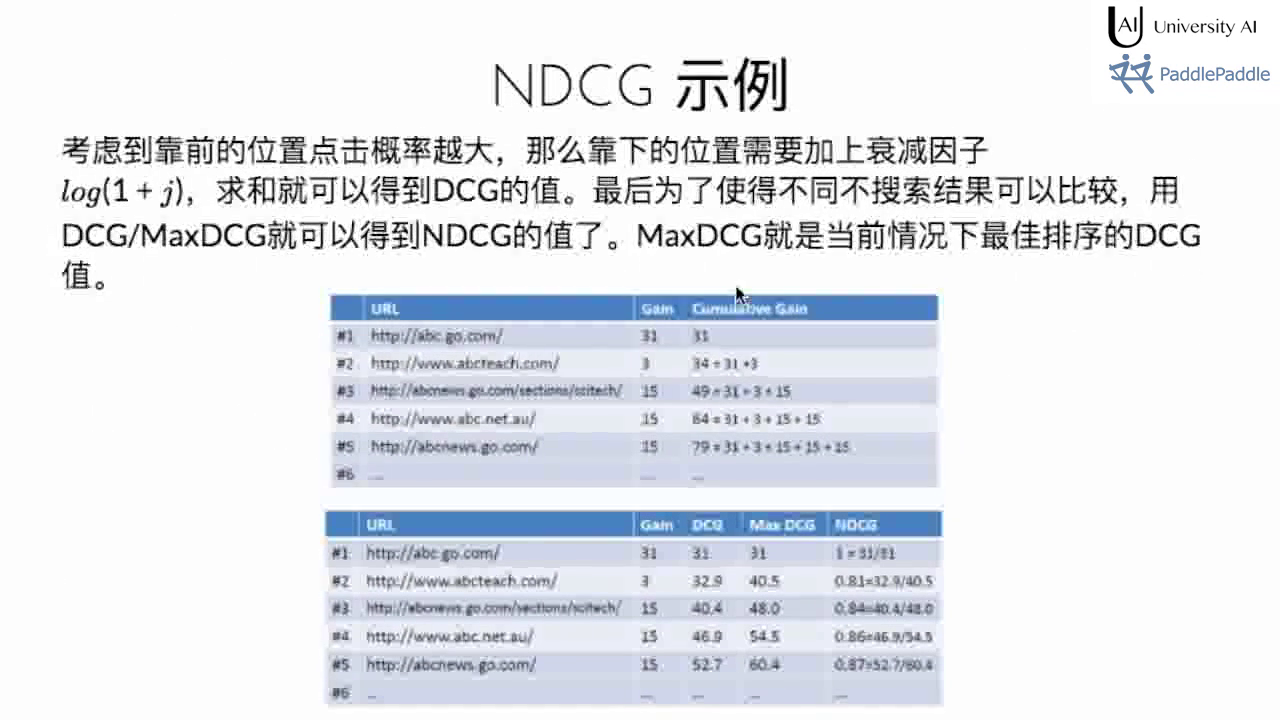 UAI University AI
PaddlePaddle
NDCG 示例
考虑到靠前的位置点击概率越大，那么靠下的位置需要加上衰减因子
log(1 + j)，求和就可以得到DCG的值。最后为了使得不同不搜索结果可以比较，用
DCG/MaxDCG就可以得到NDCG的值了。MaxDCG就是当前情况下最佳排序的DCG
值。
URL Gain Cumulative Gain
#1 http://abc.go.com/ 31 31
#2 http://www.abcteach.com/ 3 34 = 31 +3
#3 http://abcnews.go.com/sections/scitech/ 15 49 = 31 + 3 + 15
#4 http://www.abc.net.au/ 15 64 = 31 + 3 + 15 + 15
#5 http://abcnews.go.com/ 15 79 = 31 + 3 + 15 + 15 + 15
#6 ... ... ...
URL Gain DCG Max DCG NDCG
#1 http://abc.go.com/ 31 31 31 1 = 31/31
#2 http://www.abcteach.com/ 3 32.9 40.5 0.81=32.9/40.5
#3 http://abcnews.go.com/sections/scitech/ 15 40.4 48.0 0.84=40.4/48.0
#4 http://www.abc.net.au/ 15 46.9 54.5 0.86=46.9/54.5
#5 http://abcnews.go.com/ 15 52.7 60.4 0.87=52.7/60.4
#6 ... ... ... ... ...